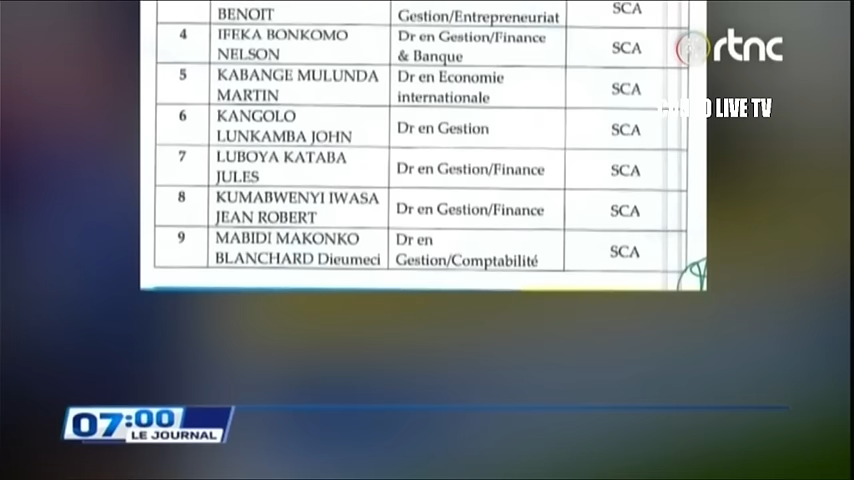 BENOIT Gestion/Entrepreneuriat SCA
4 IFEKA BONKOMO Dr en Gestion/Finance
NELSON & Banque SCA
rtnc
5 KABANGE MULUNDA Dr en Economie
MARTIN internationale SCA
LIVE TV
6 KANGOLO
LUNKAMBA JOHN Dr en Gestion SCA
7 LUBOYA KATABA
JULES Dr en Gestion/Finance SCA
8 KUMABWENYI IWASA
JEAN ROBERT Dr en Gestion/Finance SCA
9 MABIDI MAKONKO Dr en
BLANCHARD Dieumeci Gestion/Comptabilité SCA
07:00
LE JOURNAL